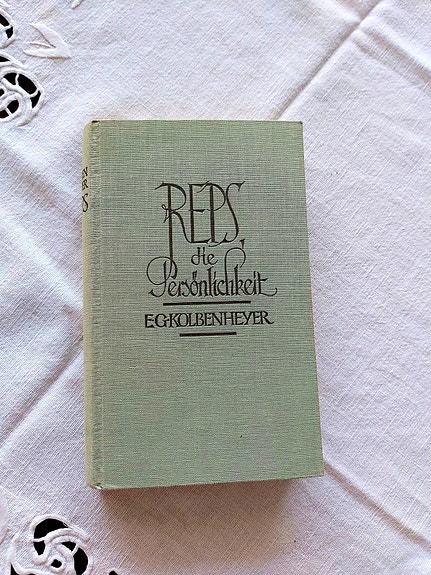 REPS,
die
Persönlichkeit
E.G.KOLBENHEYER